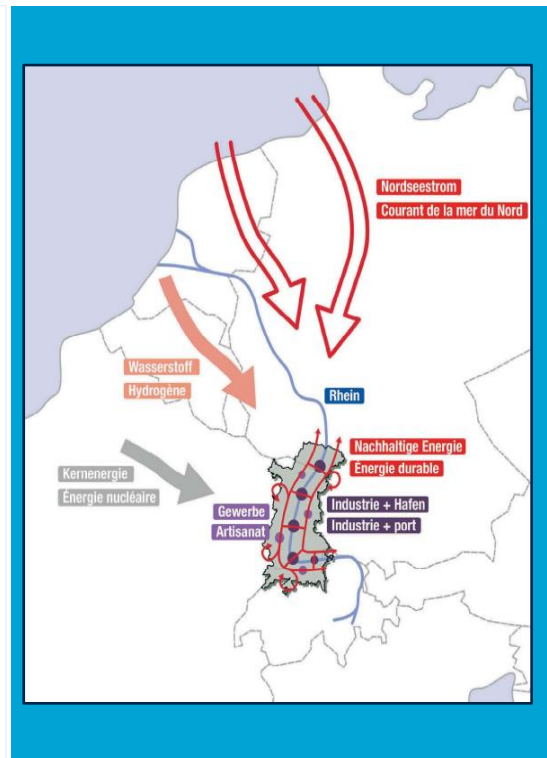 Nordseestrom
Courant de la mer du Nord
Wasserstoff
Hydrogène
Rhein
Nachhaltige Energie
Énergie durable
Kernenergie
Énergie nucléaire
Gewerbe
Artisanat
Industrie + Hafen
Industrie + port